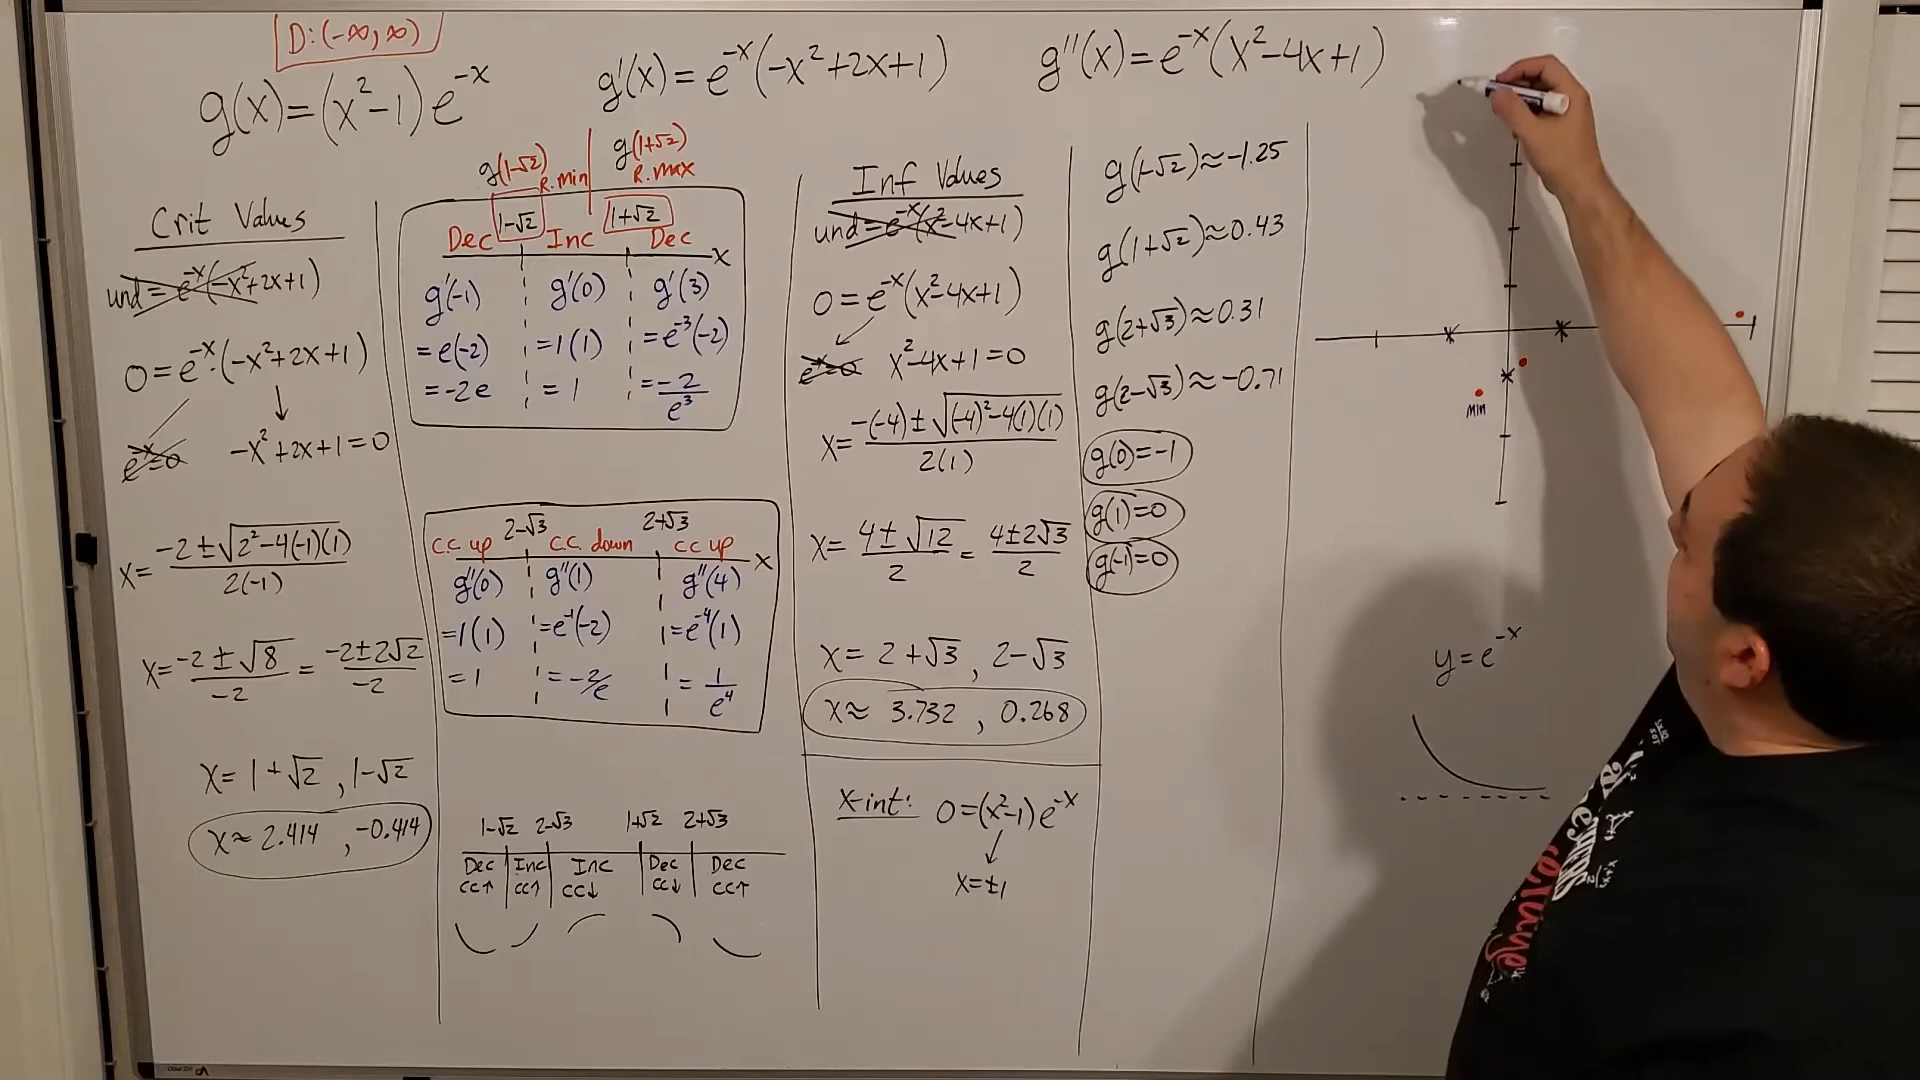 D: (-∞, ∞)
g(x) = (x²-1) e^-x
g'(x) = e^-x (-x² + 2x + 1)
g''(x) = e^-x (x² - 4x + 1)
Crit Values
und = e^-x (-x² + 2x + 1)
0 = e^-x · (-x² + 2x + 1)
e^-x = 0
-x² + 2x + 1 = 0
x = (-2 ± √(2² - 4(-1)(1))) / 2(-1)
x = (-2 ± √8) / -2 = (-2 ± 2√2) / -2
x = 1 + √2 , 1 - √2
x ≈ 2.414 , -0.414
g(1-√2) R. min
g(1+√2) R. max
1-√2 1+√2
Dec Inc Dec x
g'(-1) g'(0) g'(3)
= e(-2) = 1(1) = e^-3(-2)
= -2e = 1 = -2/e³
2-√3 2+√3
C.C up C.C. down CC up x
g''(0) g''(1) g''(4)
= 1(1) = e^-1(-2) = e^-4(1)
= 1 = -2/e = 1/e⁴
1-√2 2-√3 1+√2 2+√3
Dec Inc Inc Dec Dec
CC↑ CC↑ CC↓ CC↓ CC↑
Inf Values
und = e^-x (x² - 4x + 1)
0 = e^-x (x² - 4x + 1)
e^-x = 0 x² - 4x + 1 = 0
x = (-(-4) ± √((-4)² - 4(1)(1))) / 2(1)
x = (4 ± √12) / 2 = (4 ± 2√3) / 2
x = 2 + √3 , 2 - √3
x ≈ 3.732 , 0.268
x-int: 0 = (x²-1) e^-x
x = ±1
g(1-√2) ≈ -1.25
g(1+√2) ≈ 0.43
g(2+√3) ≈ 0.31
g(2-√3) ≈ -0.71
g(0) = -1
g(1) = 0
g(-1) = 0
min
y = e^-x